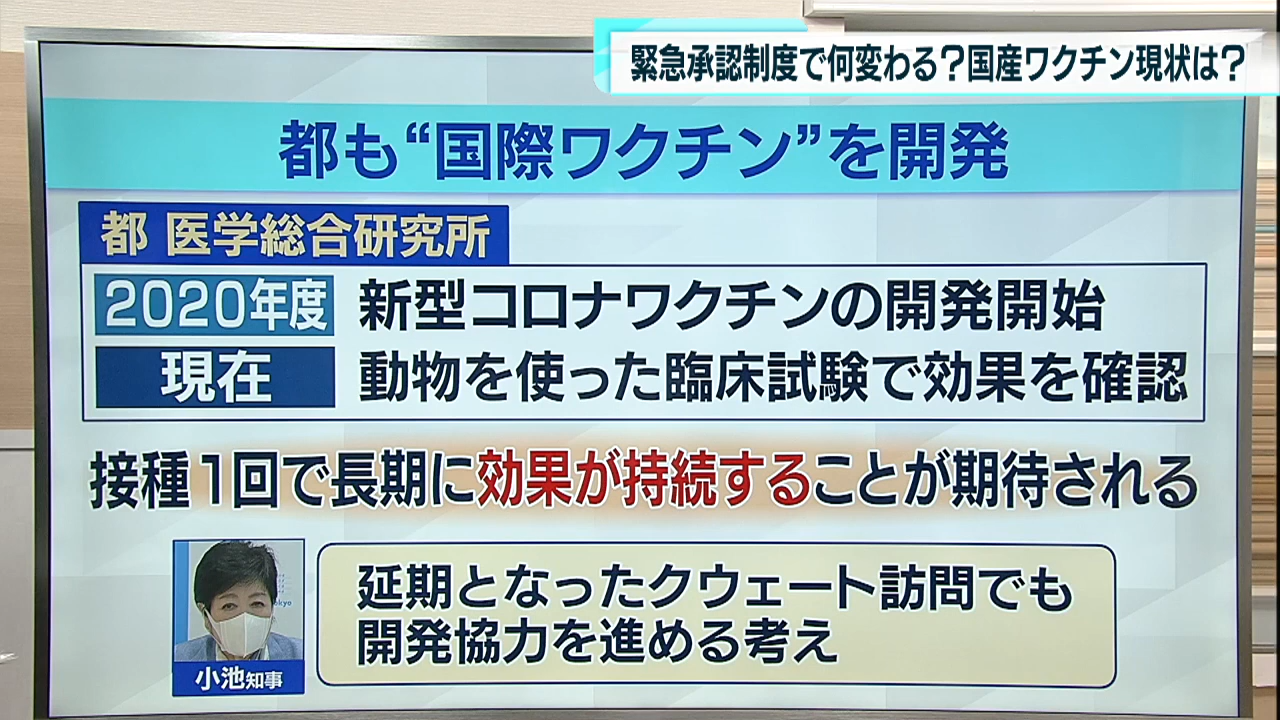 緊急承認制度で何変わる？国産ワクチン現状は？
都も“国際ワクチン”を開発
都 医学総合研究所
2020年度 新型コロナワクチンの開発開始
現在 動物を使った臨床試験で効果を確認
接種1回で長期に効果が持続することが期待される
延期となったクウェート訪問でも
開発協力を進める考え
okyo
小池知事